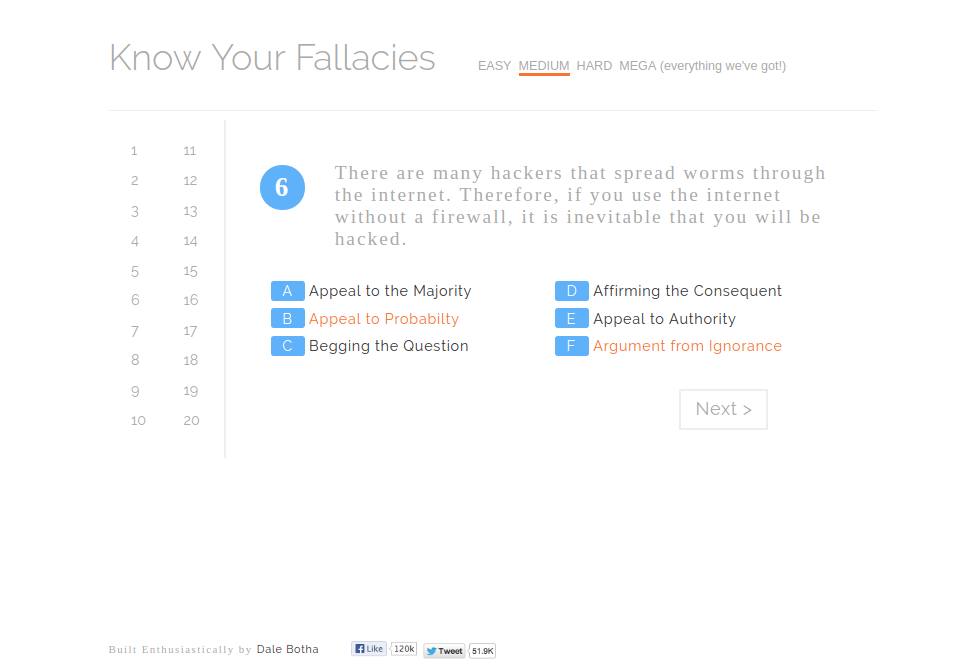 Know Your Fallacies
EASY MEDIUM HARD MEGA (everything we've got!)
1 11
2 12
3 13
4 14
5 15
6 16
7 17
8 18
9 19
10 20
6
There are many hackers that spread worms through
the internet. Therefore, if you use the internet
without a firewall, it is inevitable that you will be
hacked.
A Appeal to the Majority
B Appeal to Probabilty
C Begging the Question
D Affirming the Consequent
E Appeal to Authority
F Argument from Ignorance
Next >
Built Enthusiastically by Dale Botha
Like 120k Tweet 51.9K